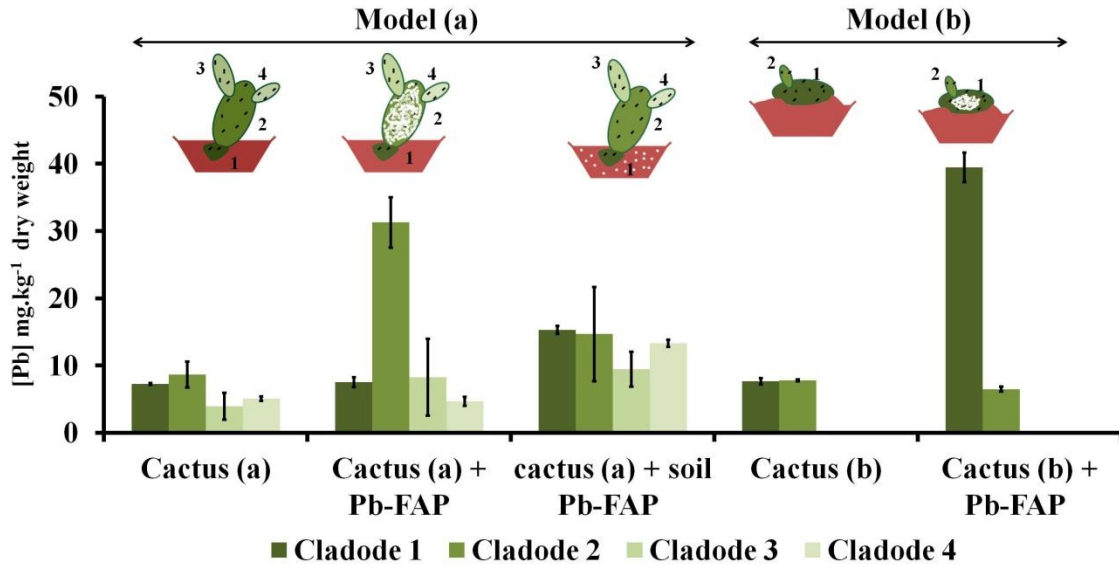 Model (a)
Model (b)
3
4
2
1
3
4
2
1
3
4
2
1
2
1
2
1
[Pb] mg.kg⁻¹ dry weight
50
40
30
20
10
0
Cactus (a)
Cactus (a) +
Pb-FAP
cactus (a) + soil
Pb-FAP
Cactus (b)
Cactus (b) +
Pb-FAP
Cladode 1
Cladode 2
Cladode 3
Cladode 4